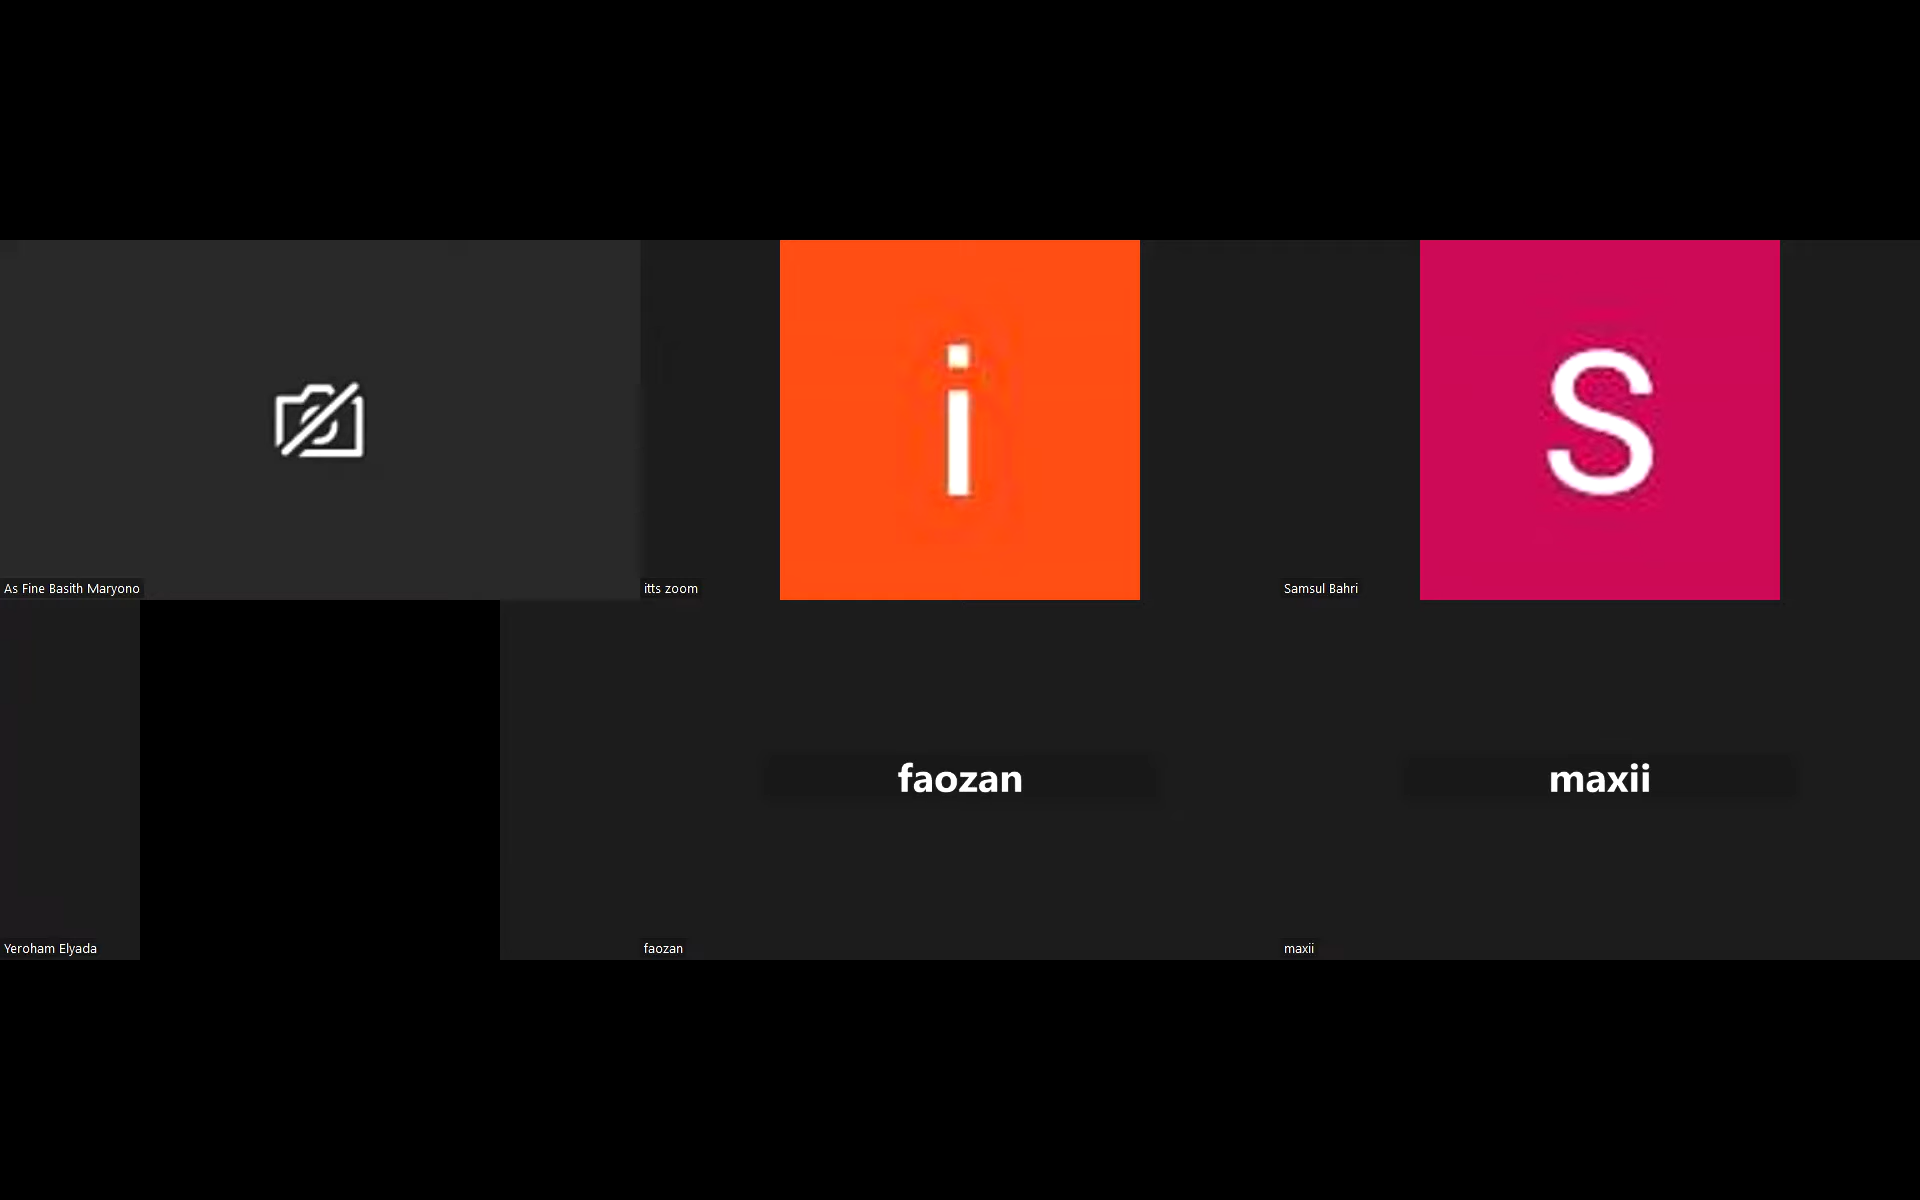 i
S
As Fine Basith Maryono
itts zoom
Samsul Bahri
faozan
maxii
Yeroham Elyada
faozan
maxii